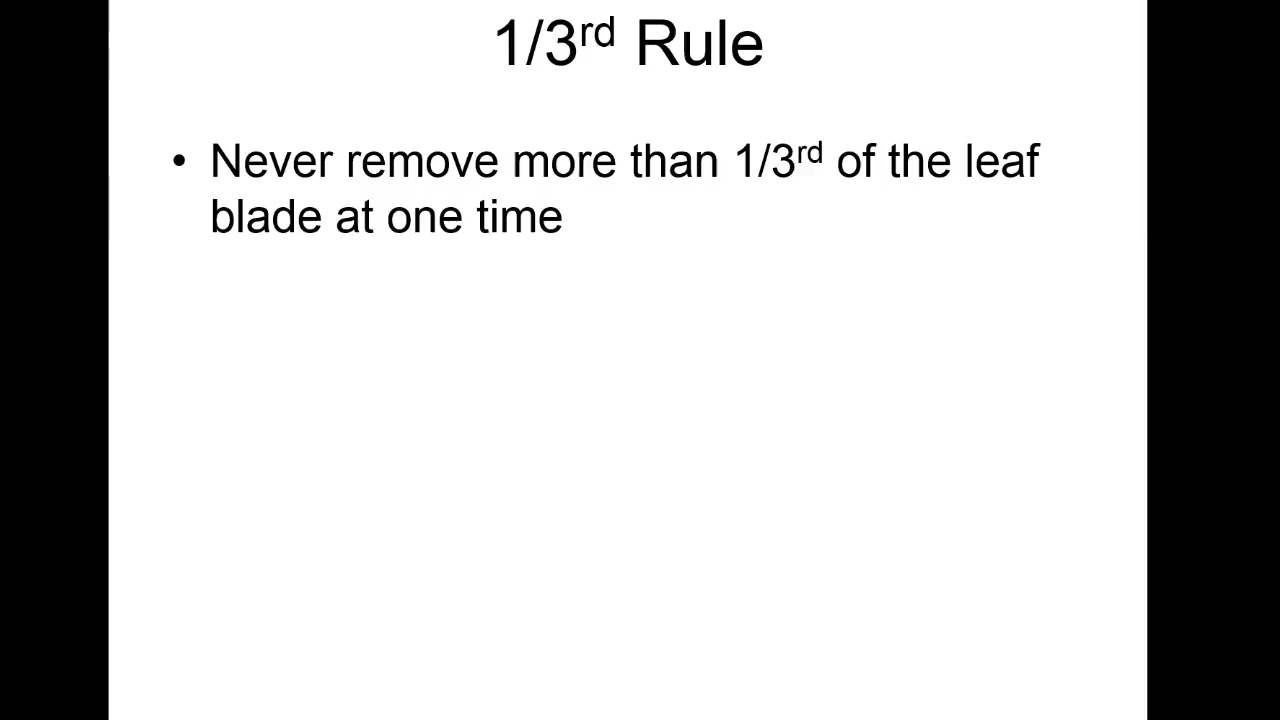 1/3rd Rule
• Never remove more than 1/3rd of the leaf
blade at one time